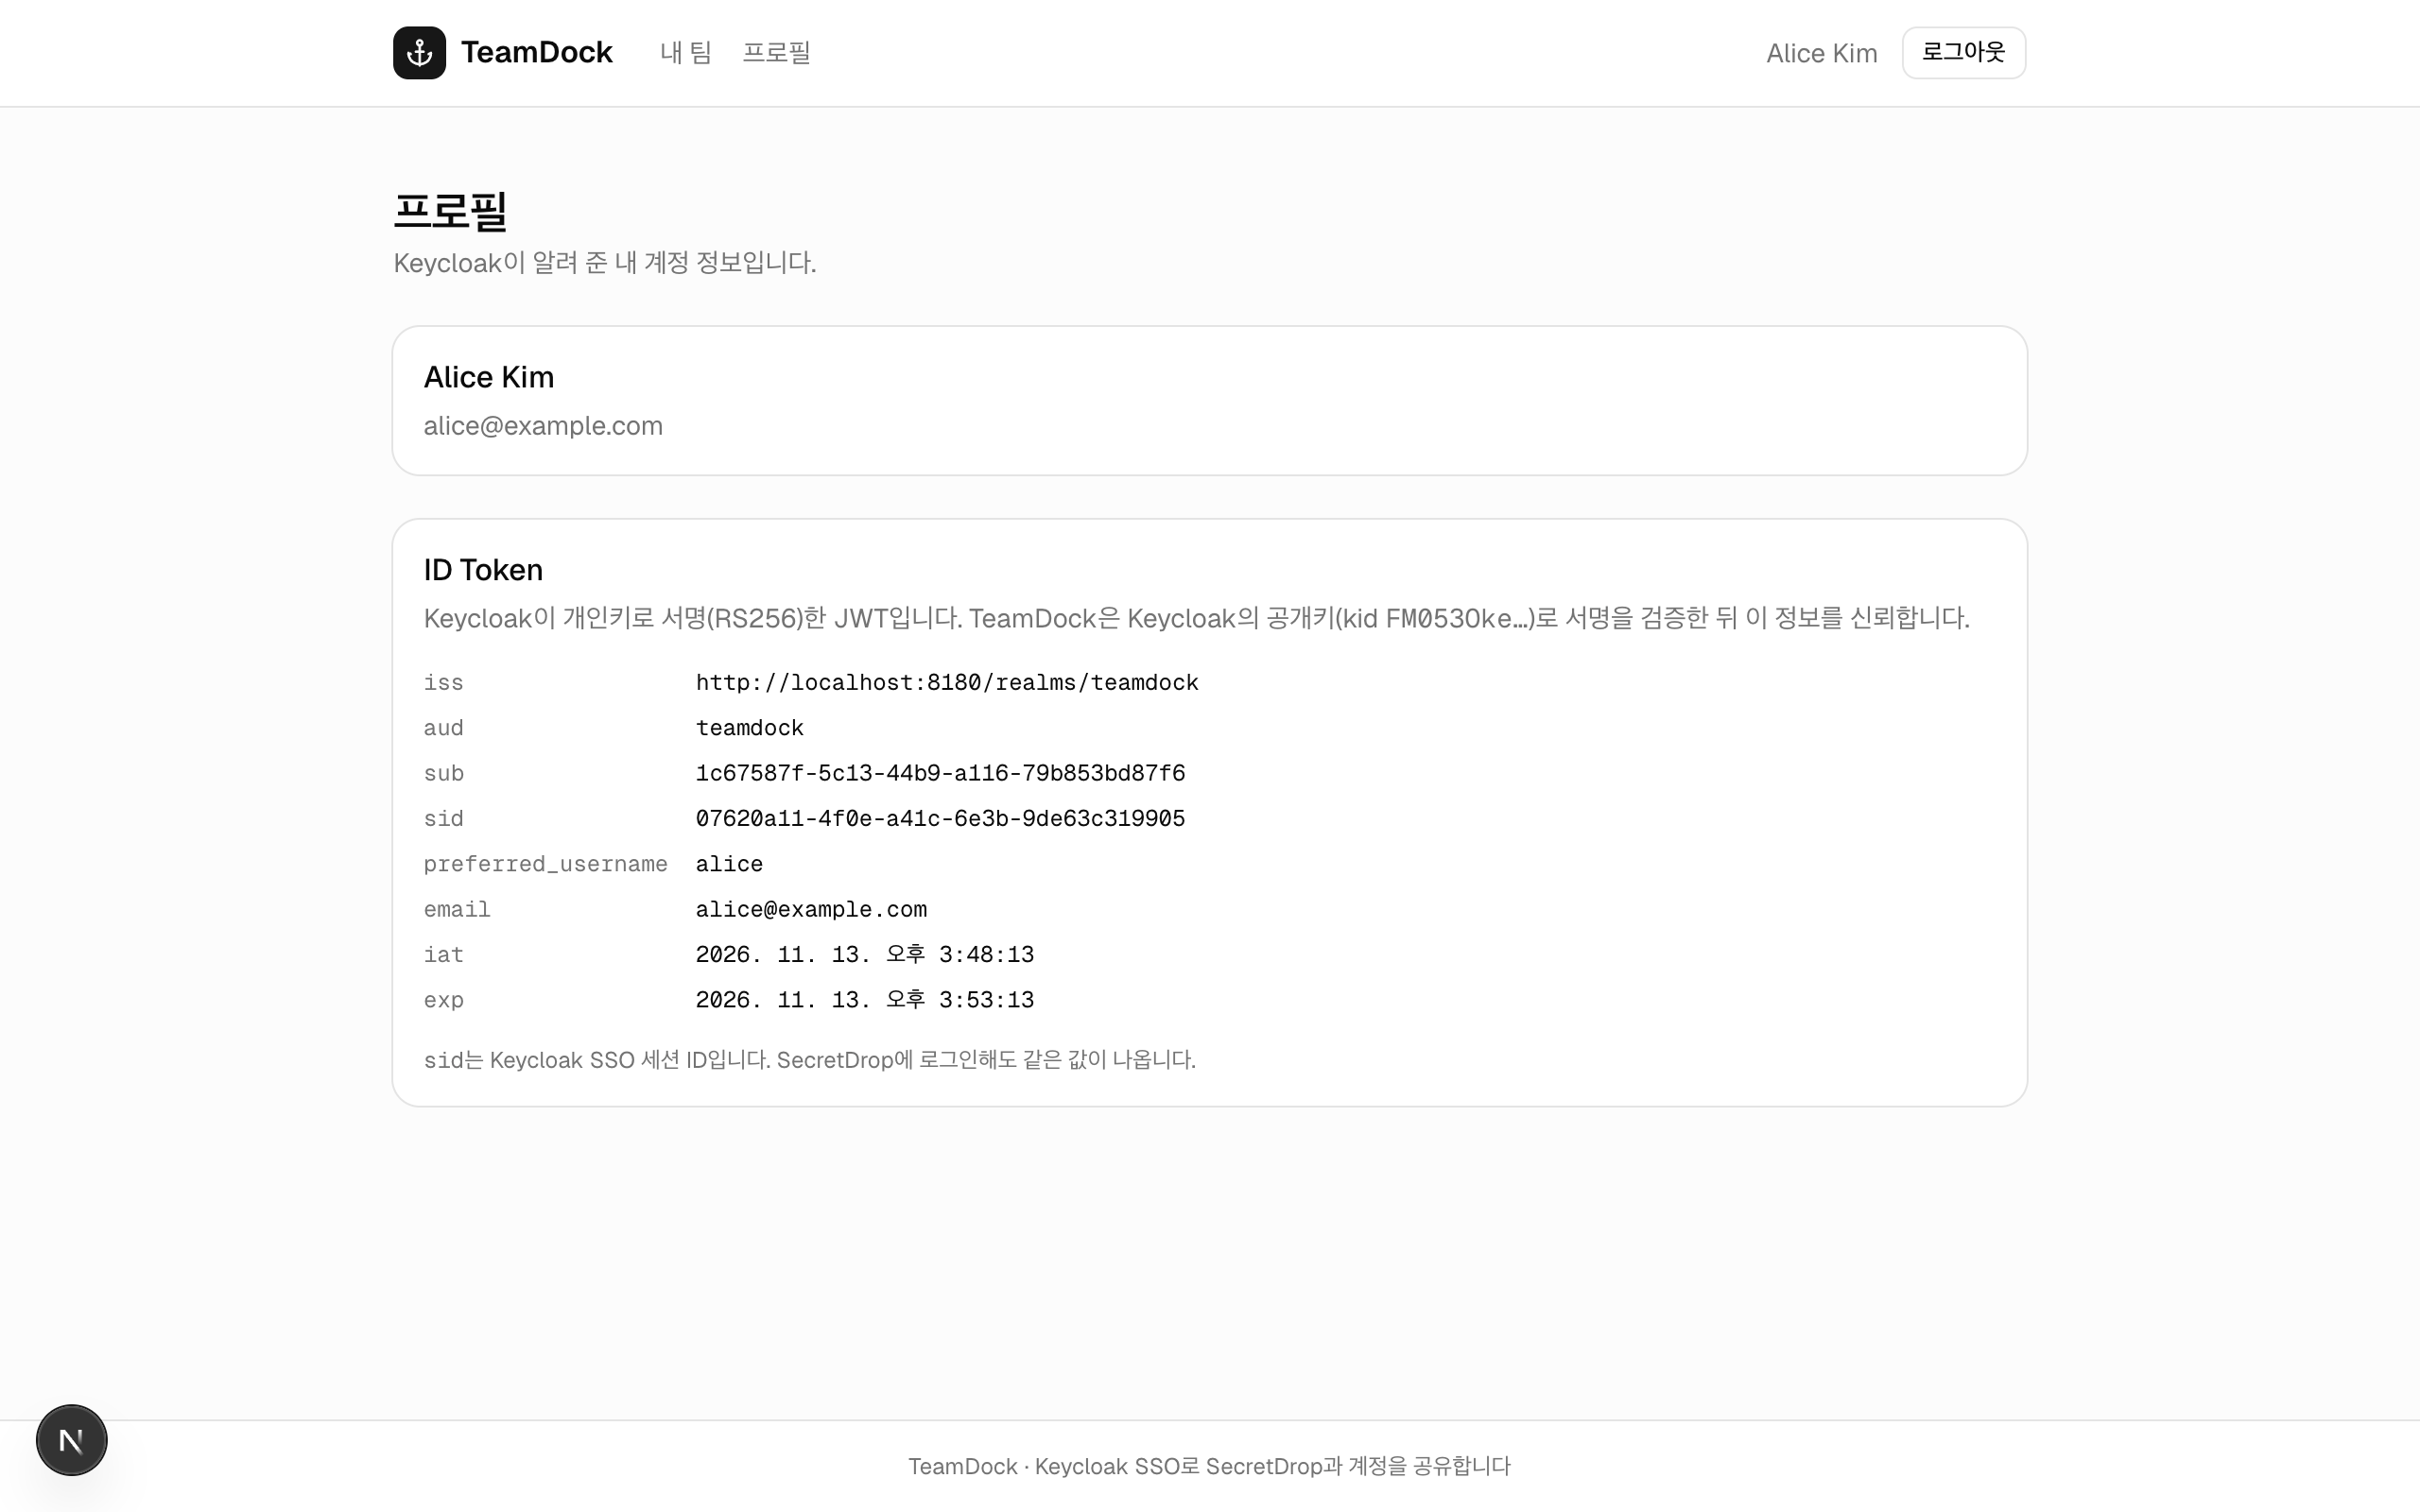 TeamDock 내 팀 프로필 Alice Kim 로그아웃
프로필
Keycloak이 알려 준 내 계정 정보입니다.
Alice Kim
alice@example.com
ID Token
Keycloak이 개인키로 서명(RS256)한 JWT입니다. TeamDock은 Keycloak의 공개키(kid FM053Oke…)로 서명을 검증한 뒤 이 정보를 신뢰합니다.
iss http://localhost:8180/realms/teamdock
aud teamdock
sub 1c67587f-5c13-44b9-a116-79b853bd87f6
sid 07620a11-4f0e-a41c-6e3b-9de63c319905
preferred_username alice
email alice@example.com
iat 2026. 11. 13. 오후 3:48:13
exp 2026. 11. 13. 오후 3:53:13
sid는 Keycloak SSO 세션 ID입니다. SecretDrop에 로그인해도 같은 값이 나옵니다.
N
TeamDock · Keycloak SSO로 SecretDrop과 계정을 공유합니다